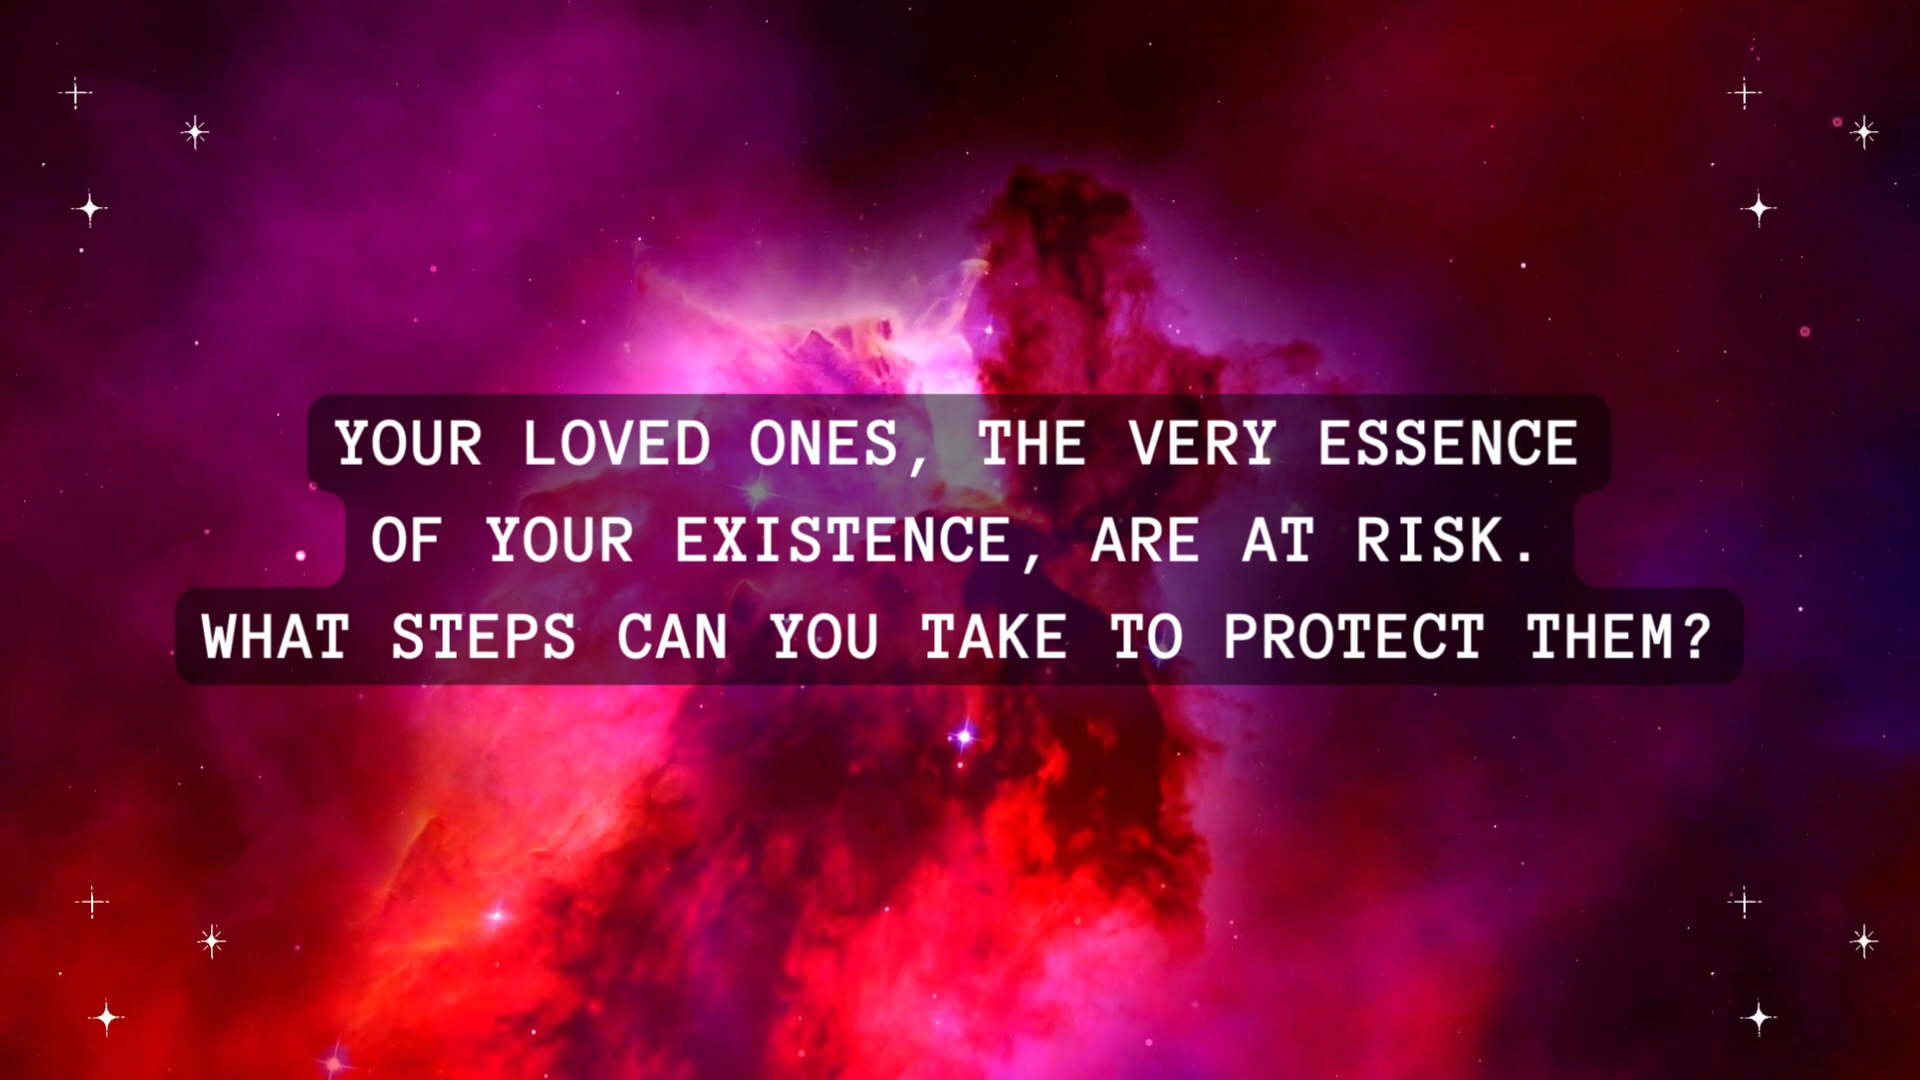 YOUR LOVED ONES, THE VERY ESSENCE
OF YOUR EXISTENCE, ARE AT RISK.
WHAT STEPS CAN YOU TAKE TO PROTECT THEM?